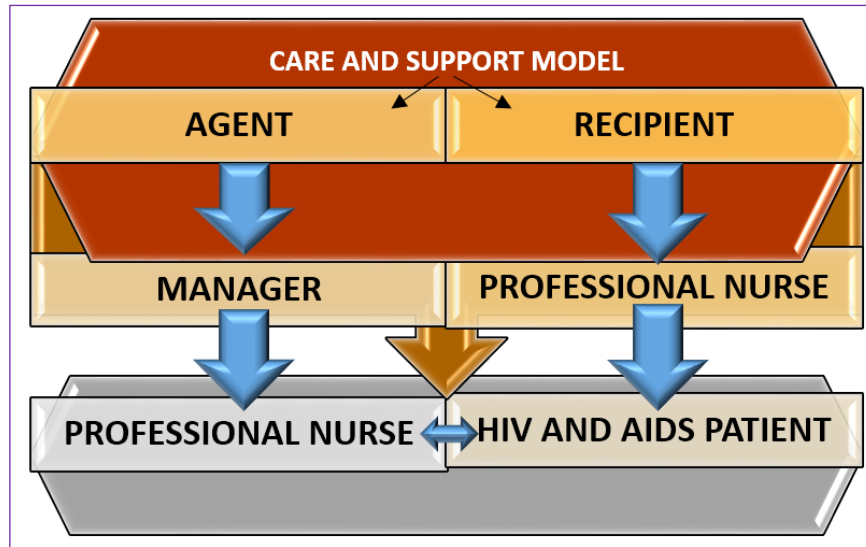 CARE AND SUPPORT MODEL
AGENT
RECIPIENT
MANAGER
PROFESSIONAL NURSE
PROFESSIONAL NURSE
HIV AND AIDS PATIENT